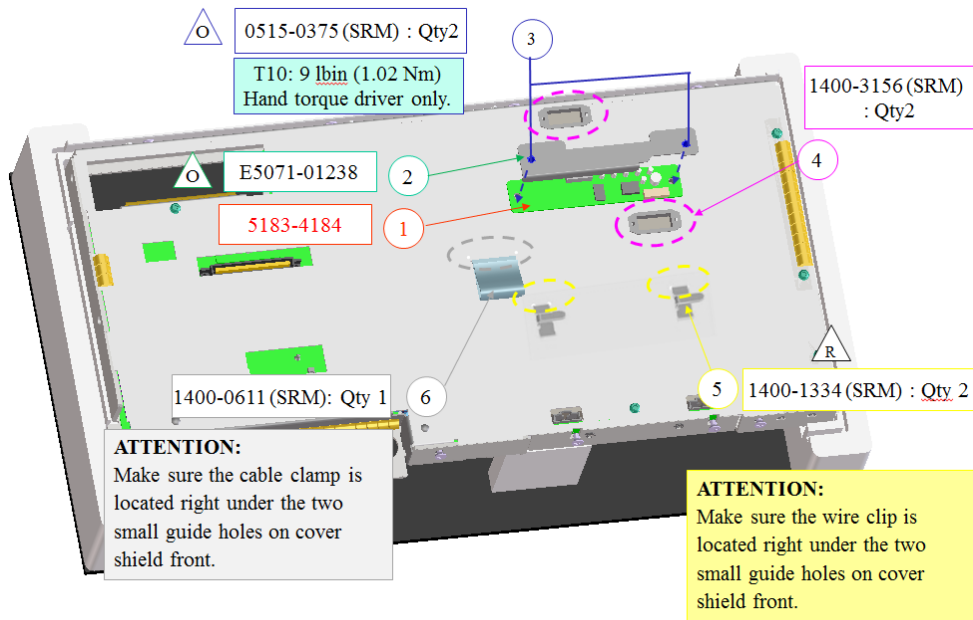 O
0515-0375 (SRM) : Qty2
3
T10: 9 lbin (1.02 Nm)
Hand torque driver only.
1400-3156 (SRM)
: Qty2
O
E5071-01238
2
4
5183-4184
1
R
1400-0611 (SRM): Qty 1
6
5
1400-1334 (SRM) : Qty 2
ATTENTION:
Make sure the cable clamp is
located right under the two
small guide holes on cover
shield front.
ATTENTION:
Make sure the wire clip is
located right under the two
small guide holes on cover
shield front.